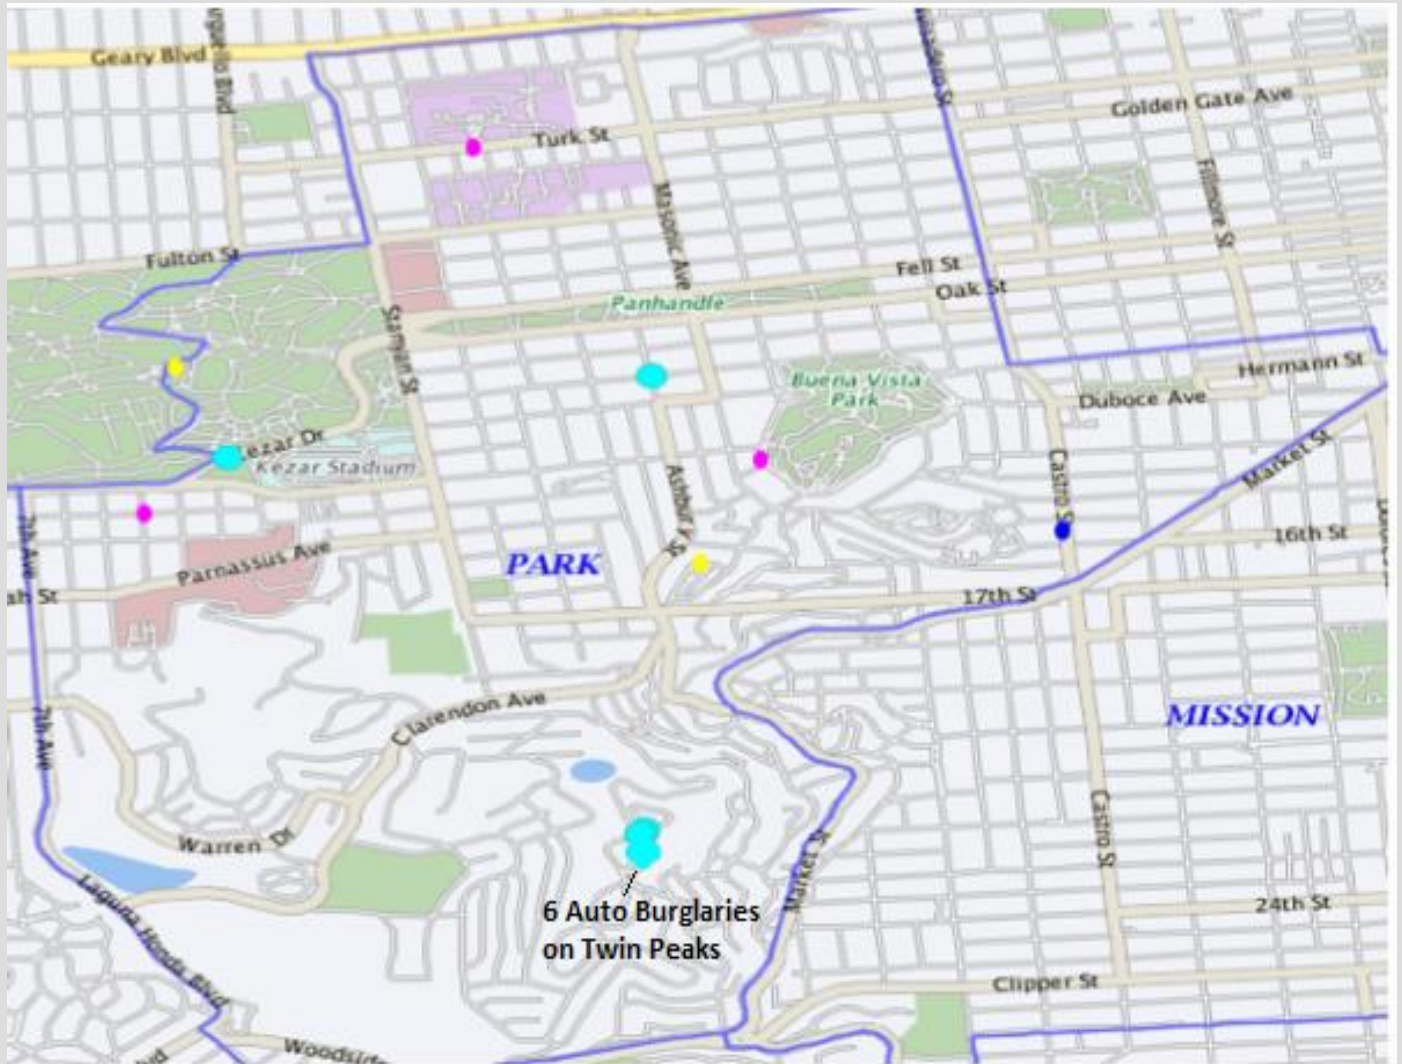 Geary Blvd
Golden Gate Ave
Turk St
Masonic Ave
Fillmore St
Fulton St
Fell St
Oak St
Panhandle
Stanyan St
Hermann St
Buena Vista
Park
Duboce Ave
Kezar Dr
Kezar Stadium
Market St
Castro St
Ashbury St
7th Ave
16th St
Parnassus Ave
PARK
17th St
Clarendon Ave
MISSION
7th Ave
Castro St
Warren Dr
Market St
Laguna Honda Blvd
6 Auto Burglaries
on Twin Peaks
24th St
Clipper St
Woodside